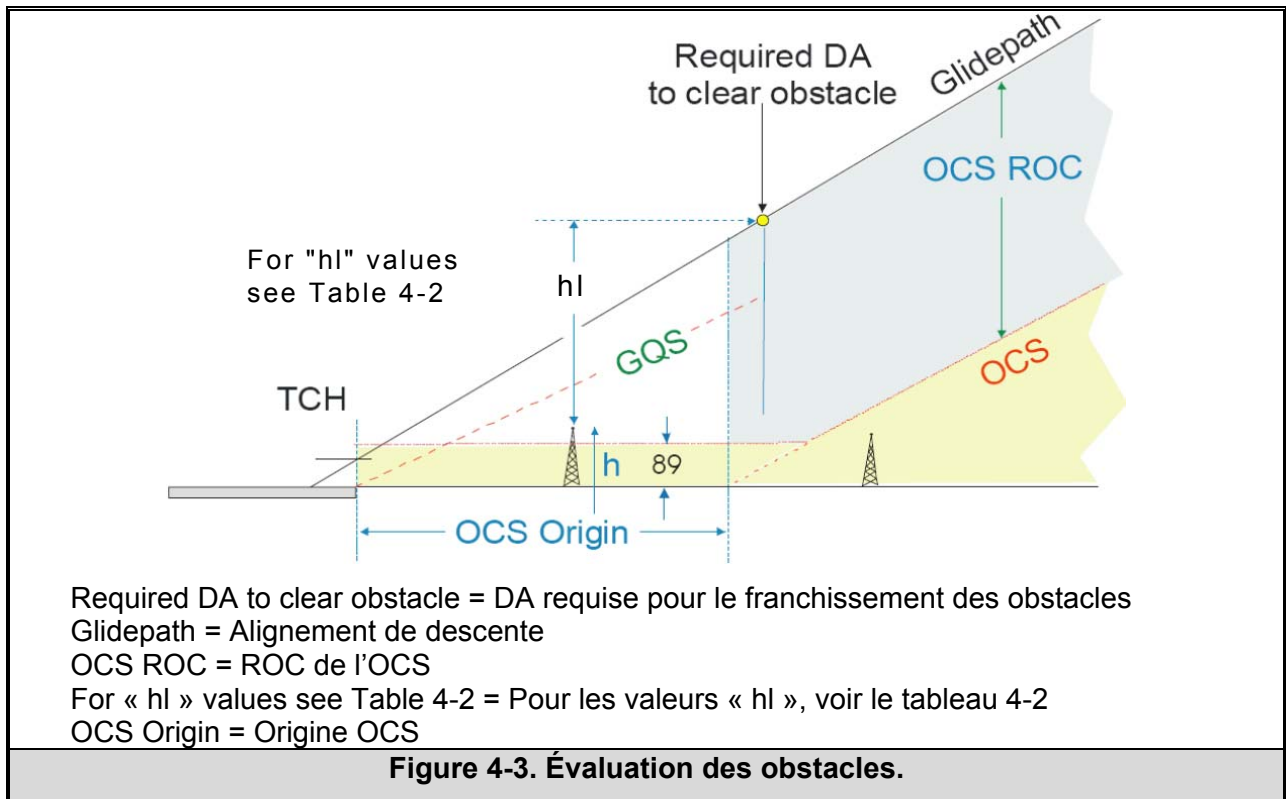 Required DA
to clear obstacle
Glidepath
OCS ROC
For "hl" values
see Table 4-2
hl
GQS
OCS
TCH
h
89
OCS Origin
Required DA to clear obstacle = DA requise pour le franchissement des obstacles
Glidepath = Alignement de descente
OCS ROC = ROC de l'OCS
For « hl » values see Table 4-2 = Pour les valeurs « hl », voir le tableau 4-2
OCS Origin = Origine OCS
Figure 4-3. Évaluation des obstacles.